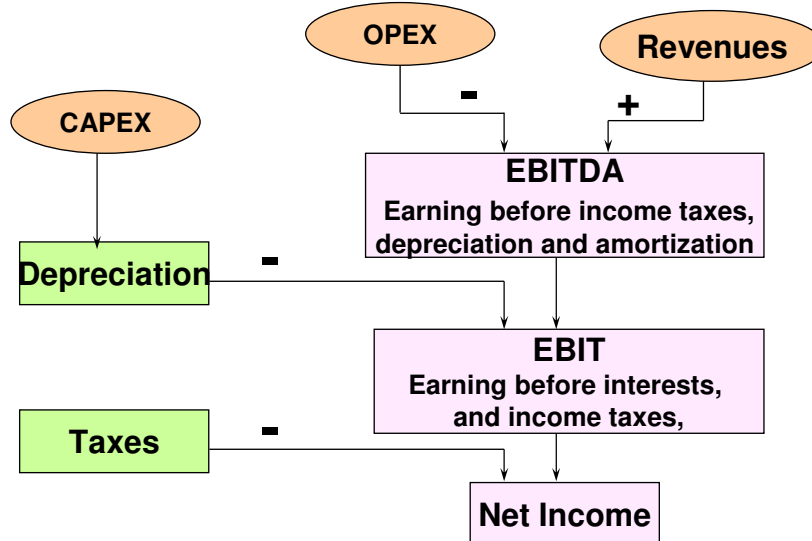 OPEX
Revenues
-
+
CAPEX
EBITDA
Earning before income taxes,
depreciation and amortization
Depreciation
-
EBIT
Earning before interests,
and income taxes,
Taxes
-
Net Income